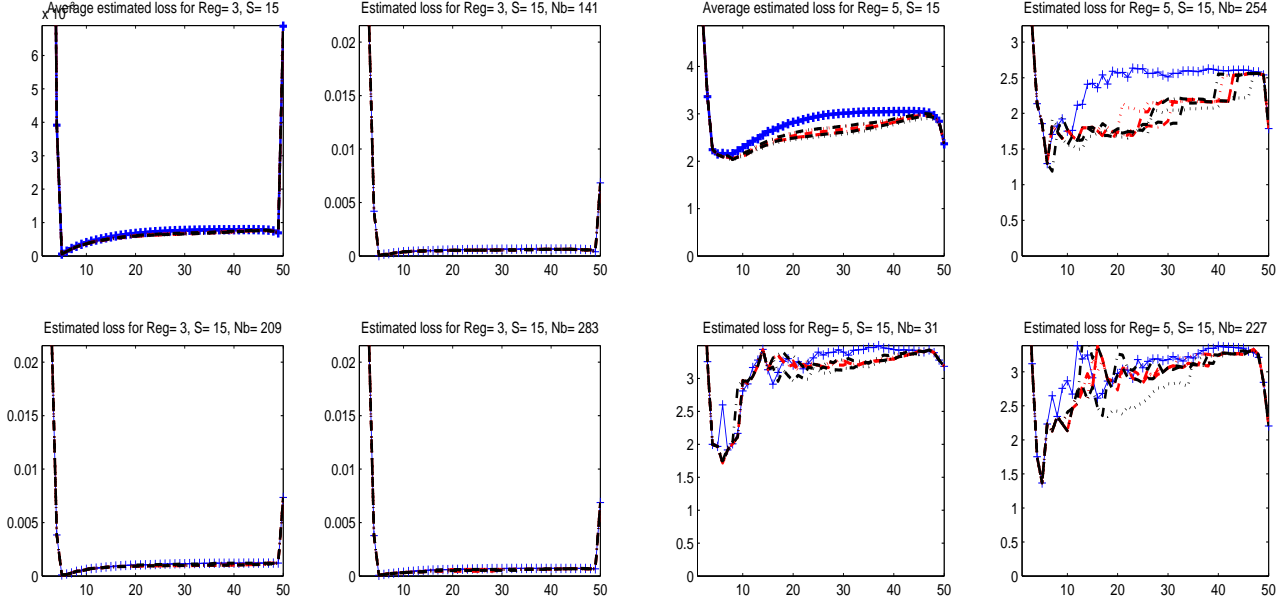 Average estimated loss for Reg= 3, S= 15
x 10
7
6
5
4
3
2
1
0
10 20 30 40 50
Estimated loss for Reg= 3, S= 15, Nb= 141
0.02
0.015
0.01
0.005
0
10 20 30 40 50
Average estimated loss for Reg= 5, S= 15
4
3
2
1
0
10 20 30 40 50
Estimated loss for Reg= 5, S= 15, Nb= 254
3
2.5
2
1.5
1
0.5
0
10 20 30 40 50
Estimated loss for Reg= 3, S= 15, Nb= 209
0.02
0.015
0.01
0.005
0
10 20 30 40 50
Estimated loss for Reg= 3, S= 15, Nb= 283
0.02
0.015
0.01
0.005
0
10 20 30 40 50
Estimated loss for Reg= 5, S= 15, Nb= 31
3
2.5
2
1.5
1
0.5
0
10 20 30 40 50
Estimated loss for Reg= 5, S= 15, Nb= 227
3
2.5
2
1.5
1
0.5
0
10 20 30 40 50